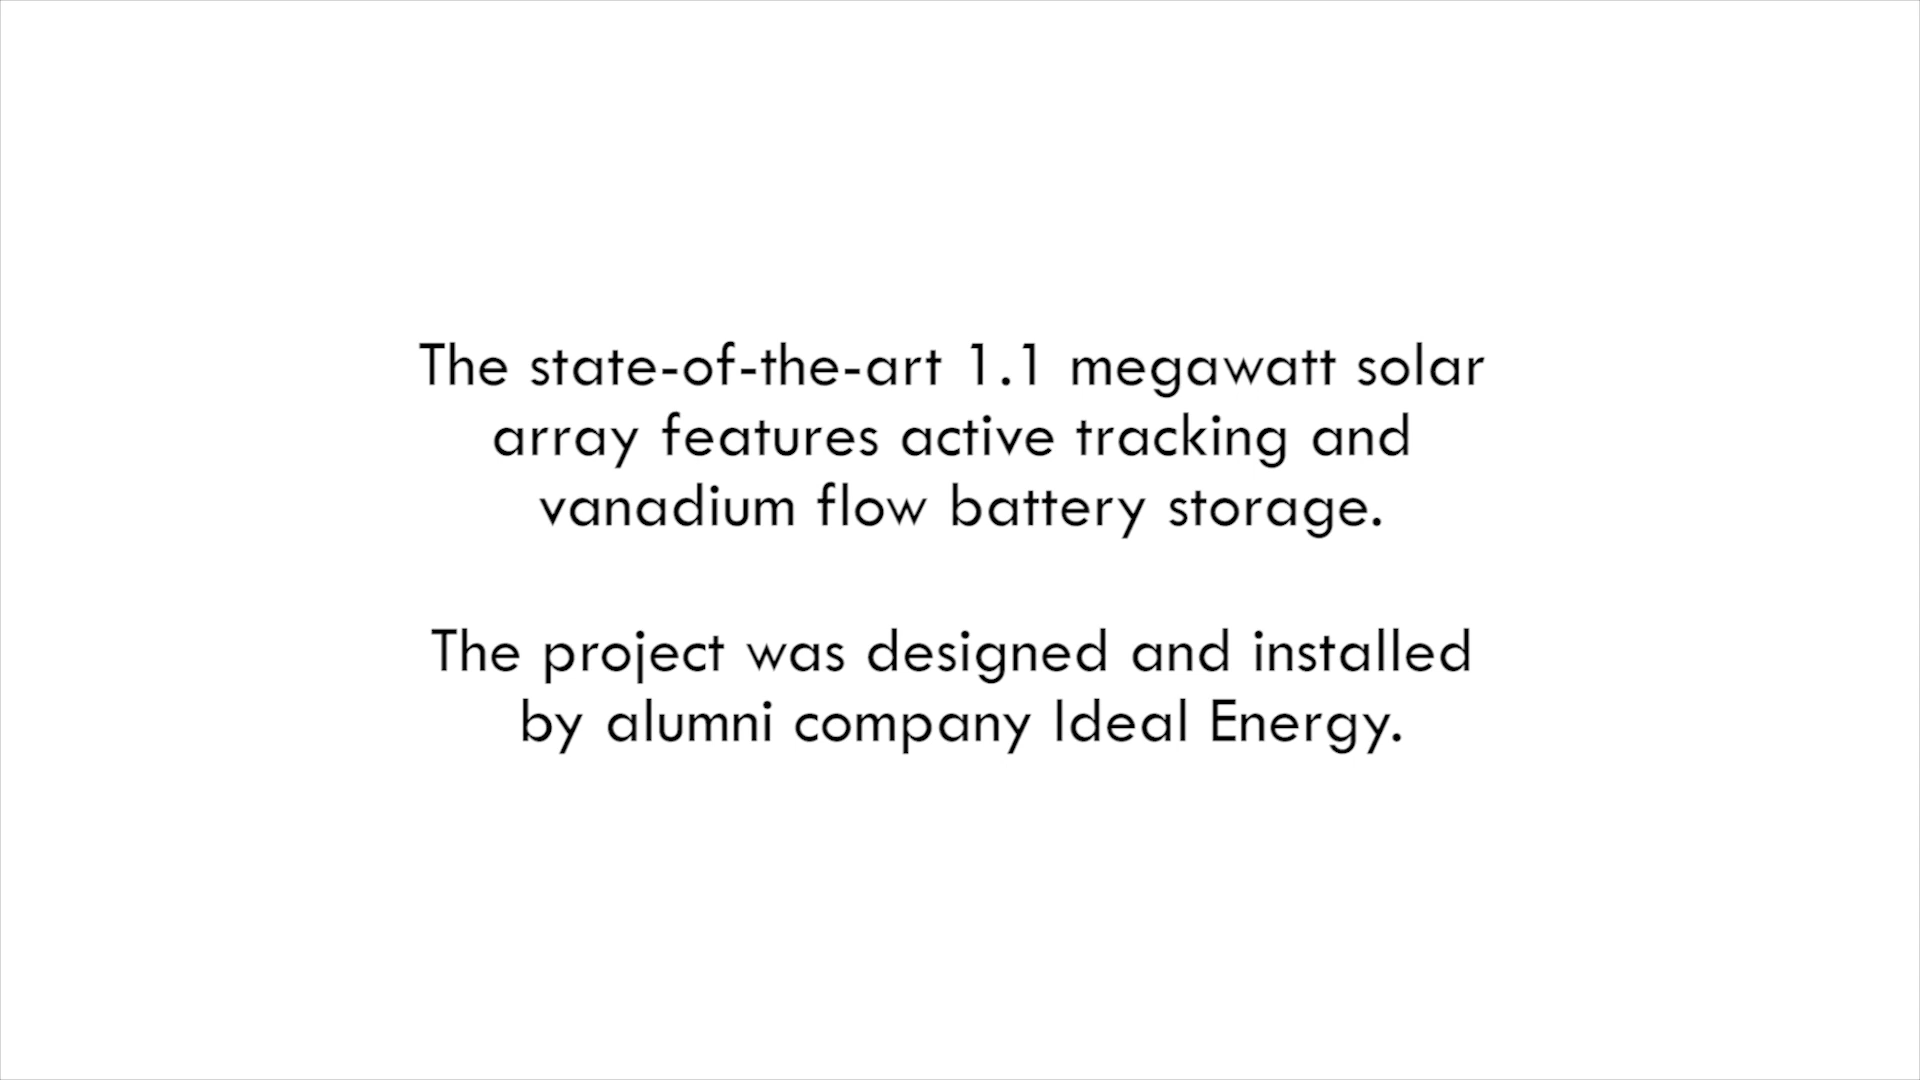 The state-of-the-art 1.1 megawatt solar
array features active tracking and
vanadium flow battery storage.
The project was designed and installed
by alumni company Ideal Energy.